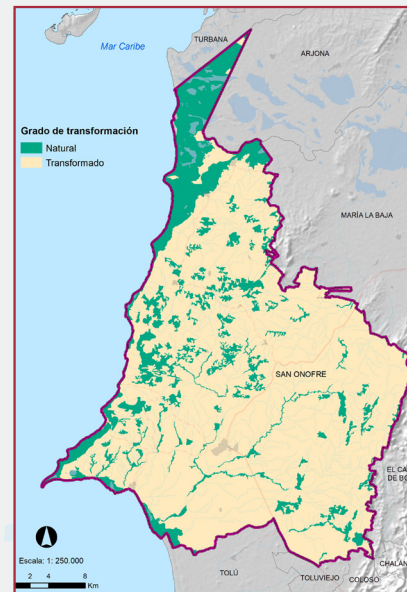 Mar Caribe
TURBANA
ARJONA
Grado de transformación
Natural
Transformado
MARÍA LA BAJA
SAN ONOFRE
EL CA
DE BO
CHALÁN
Escala: 1: 250.000
2 4 8
Km
TOLÚ
TOLUVIEJO
COLOSO